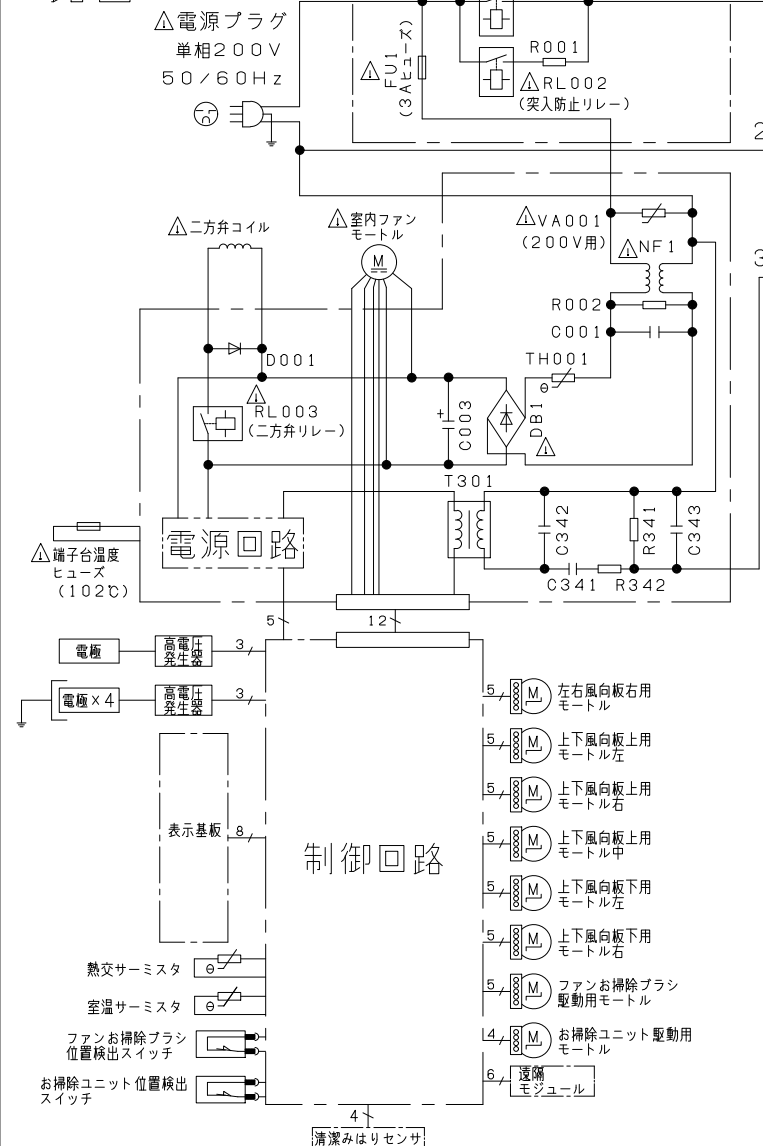 ⚠電源プラグ
単相200V
50/60Hz
⚠FU1
(3Aヒューズ)
R001
⚠RL002
(突入防止リレー)
2
⚠二方弁コイル
⚠室内ファン
モートル
M
⚠VA001
(200V用)
⚠NF1
3
R002
C001
TH001
θ
D001
⚠
RL003
(二方弁リレー)
+
C003
DB1
⚠
T301
電源回路
C342
R341
C343
C341
R342
⚠端子台温度
ヒューズ
(102℃)
5
12
電極
高電圧
発生器
3
電極×4
高電圧
発生器
3
表示基板
8
制御回路
5
M
左右風向板右用
モートル
5
M
上下風向板上用
モートル左
5
M
上下風向板上用
モートル右
5
M
上下風向板上用
モートル中
5
M
上下風向板下用
モートル左
5
M
上下風向板下用
モートル右
5
M
ファンお掃除ブラシ
駆動用モートル
4
M
お掃除ユニット駆動用
モートル
6
遠隔
モジュール
熱交サーミスタ
θ
室温サーミスタ
θ
ファンお掃除ブラシ
位置検出スイッチ
お掃除ユニット位置検出
スイッチ
4
清潔みはりセンサ